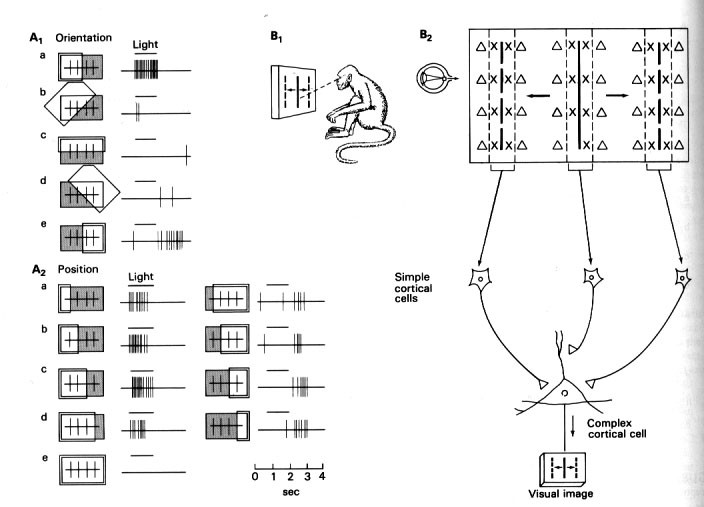 A1 Orientation
Light
a
b
c
d
e
A2 Position
Light
a
b
c
d
e
0 1 2 3 4
sec
B1
B2
X X X X X X
X X X X X X
X X X X X X
X X X X X X
Simple
cortical
cells
Complex
cortical cell
Visual image